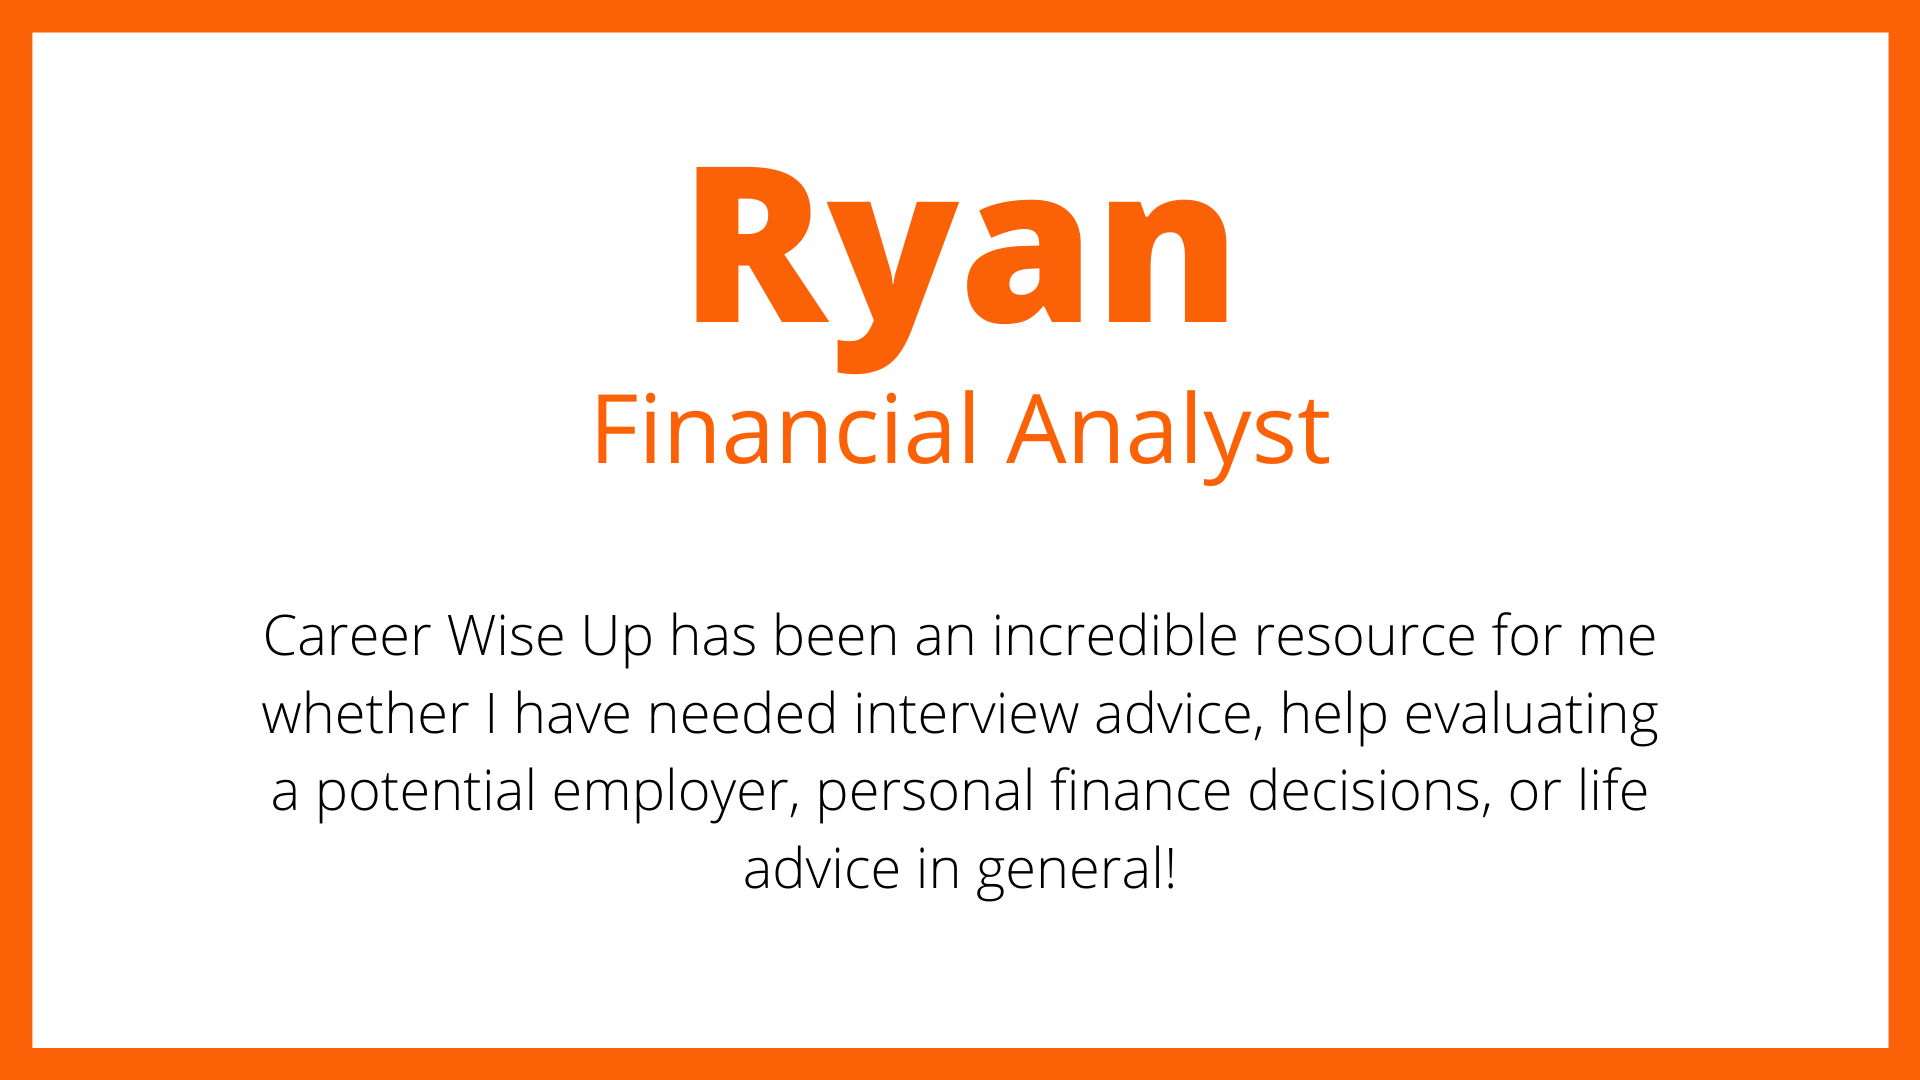 Ryan
Financial Analyst
Career Wise Up has been an incredible resource for me
whether I have needed interview advice, help evaluating
a potential employer, personal finance decisions, or life
advice in general!